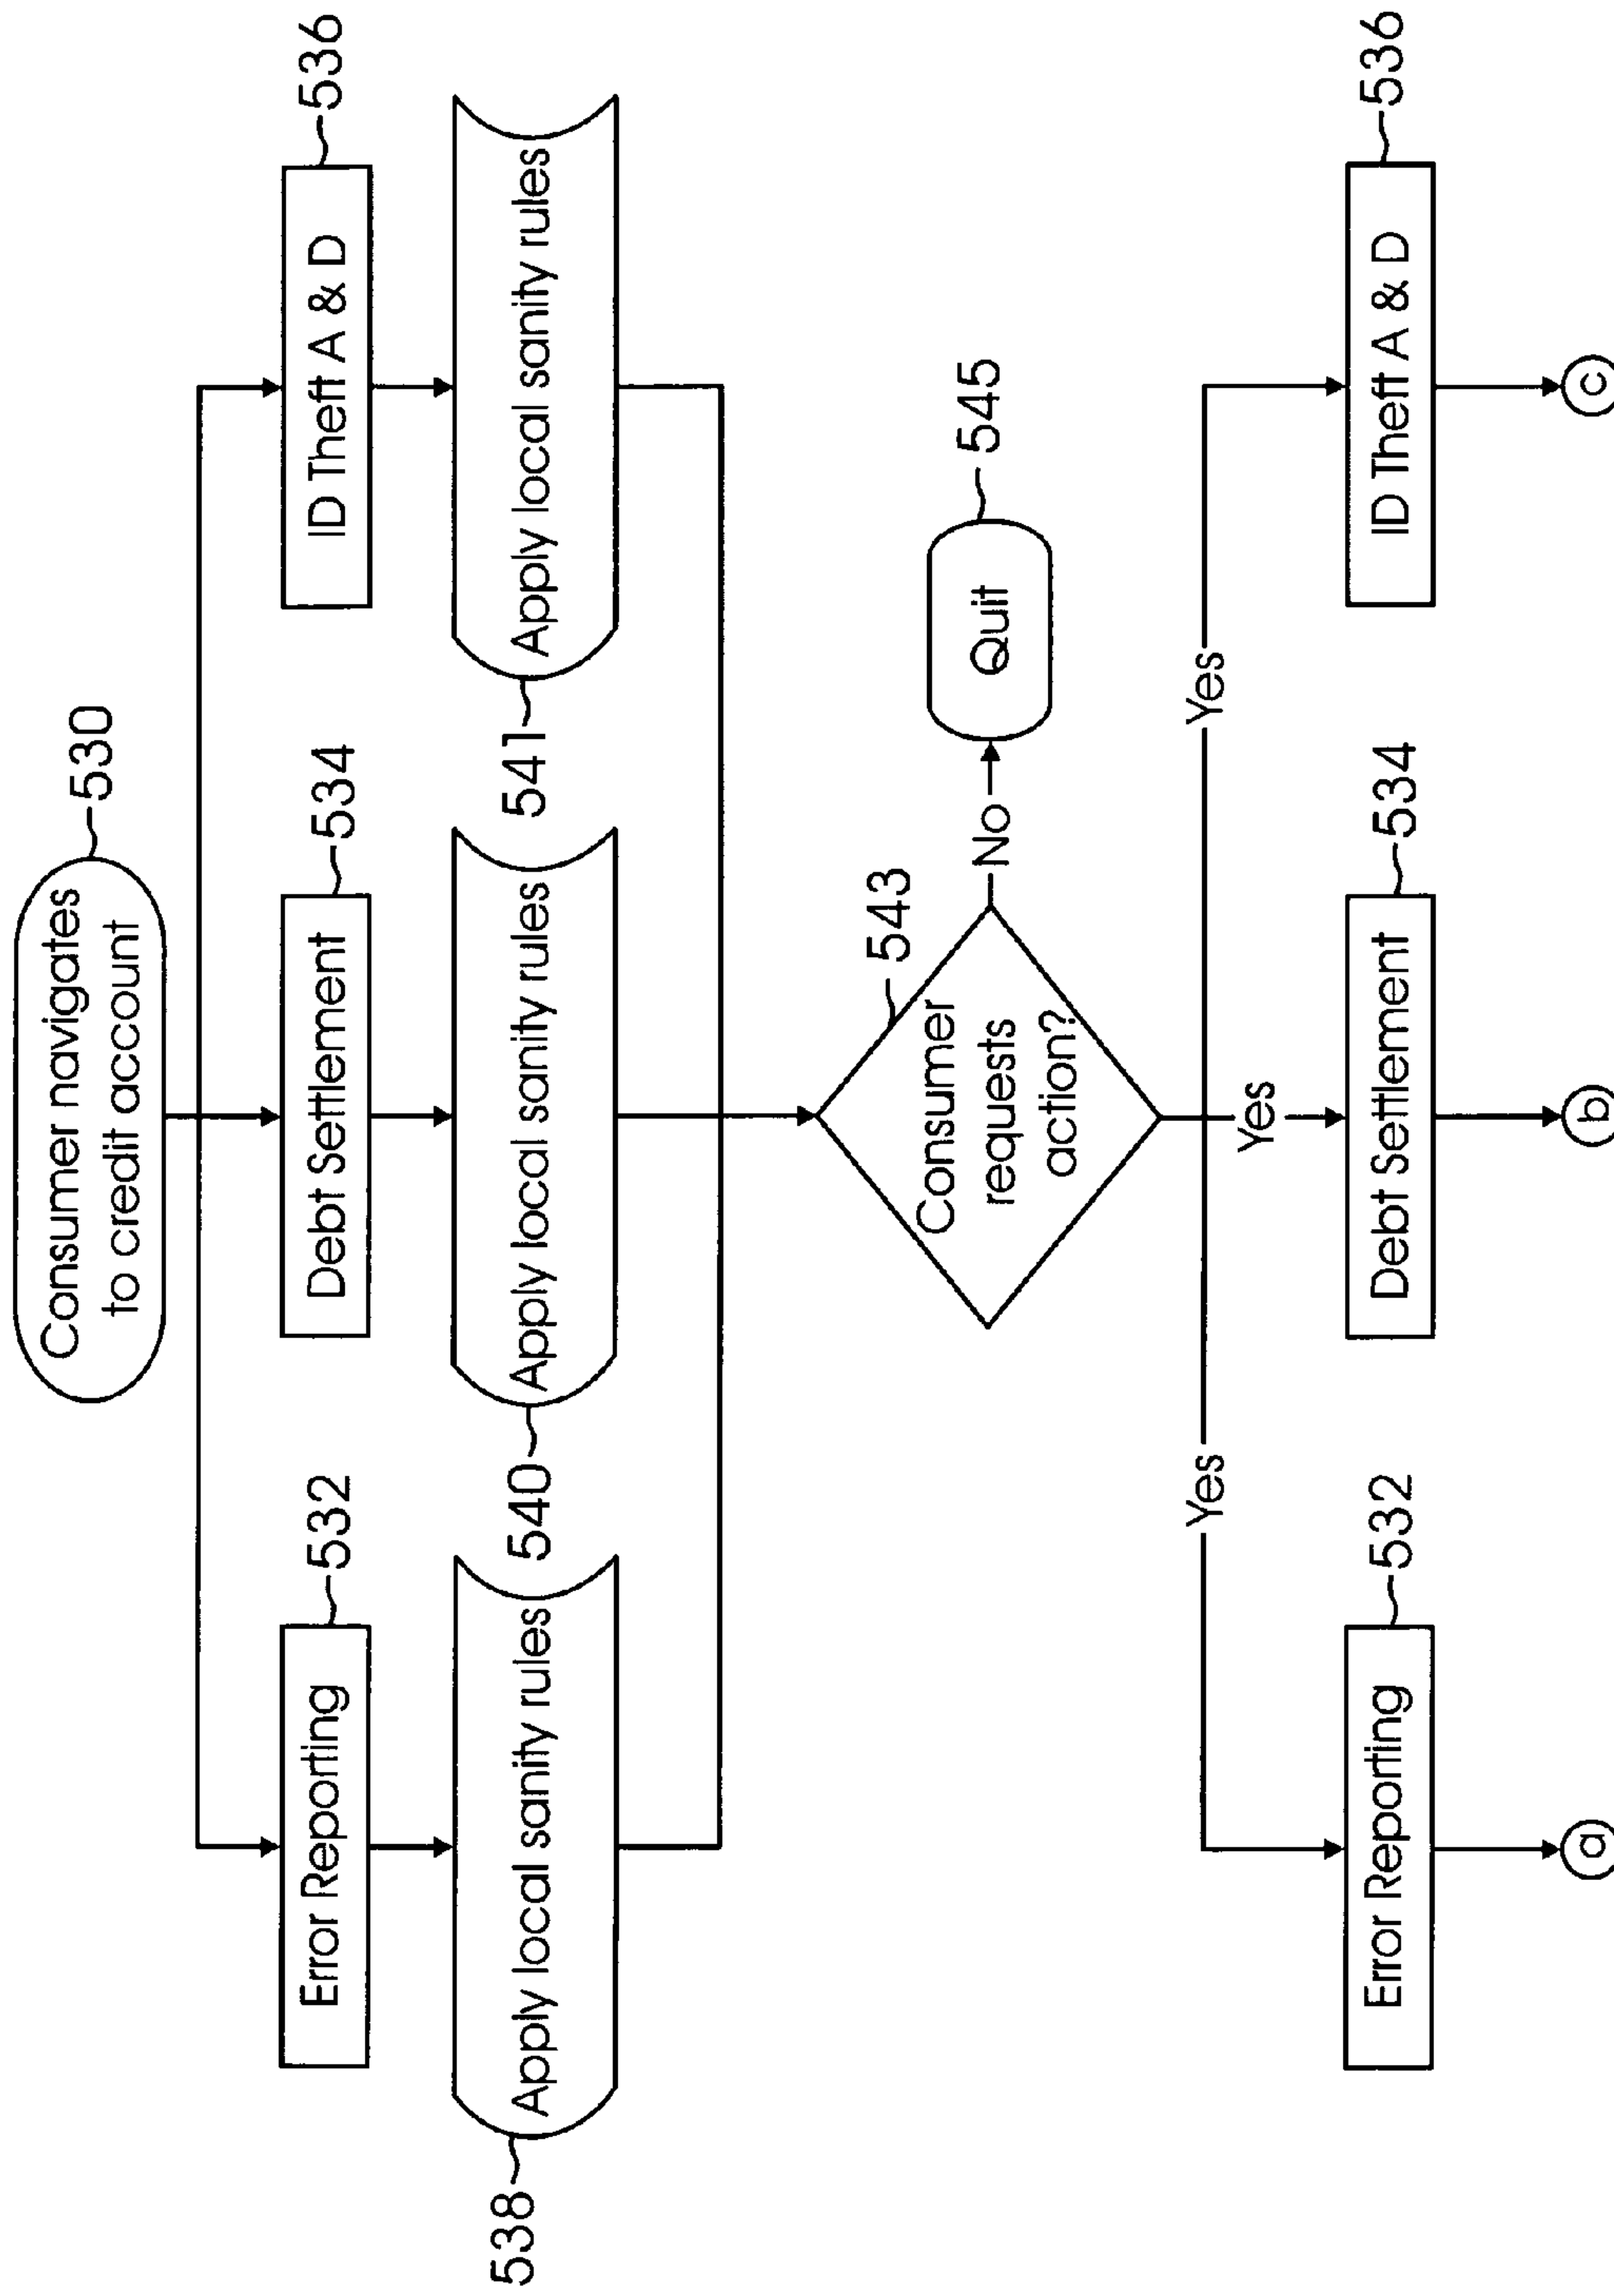 Consumer navigates
to credit account
530
Error Reporting
532
Debt Settlement
534
ID Theft A & D
536
538
Apply local sanity rules
540
Apply local sanity rules
541
Apply local sanity rules
Consumer
requests
action?
543
No
Quit
545
Yes
Yes
Yes
Error Reporting
532
Debt Settlement
534
ID Theft A & D
536
a
b
c